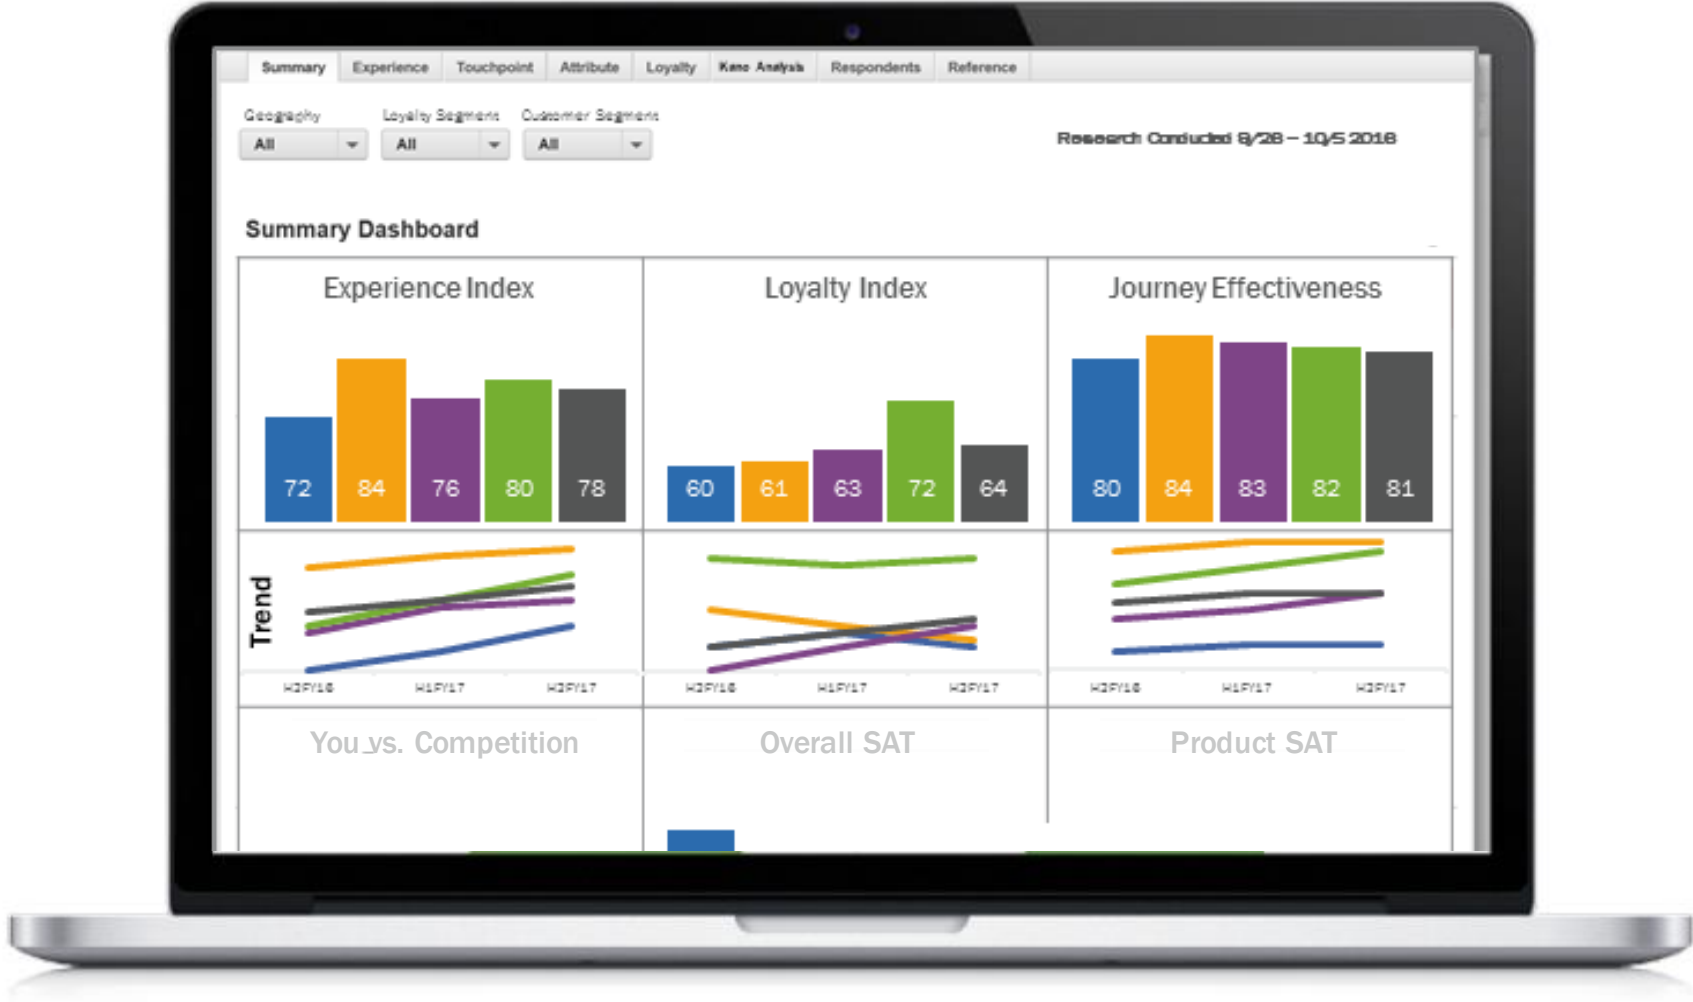 Summary Experience Touchpoint Attribute Loyalty Kano Analysis Respondents Reference
Geography Loyalty Segment Customer Segment
All All All
Research Conducted 9/28 – 10/5 2016
Summary Dashboard
Experience Index Loyalty Index Journey Effectiveness
72 84 76 80 78 60 61 63 72 64 80 84 83 82 81
Trend
H2FY16 H1FY17 H2FY17 H2FY16 H1FY17 H2FY17 H2FY16 H1FY17 H2FY17
You vs. Competition Overall SAT Product SAT